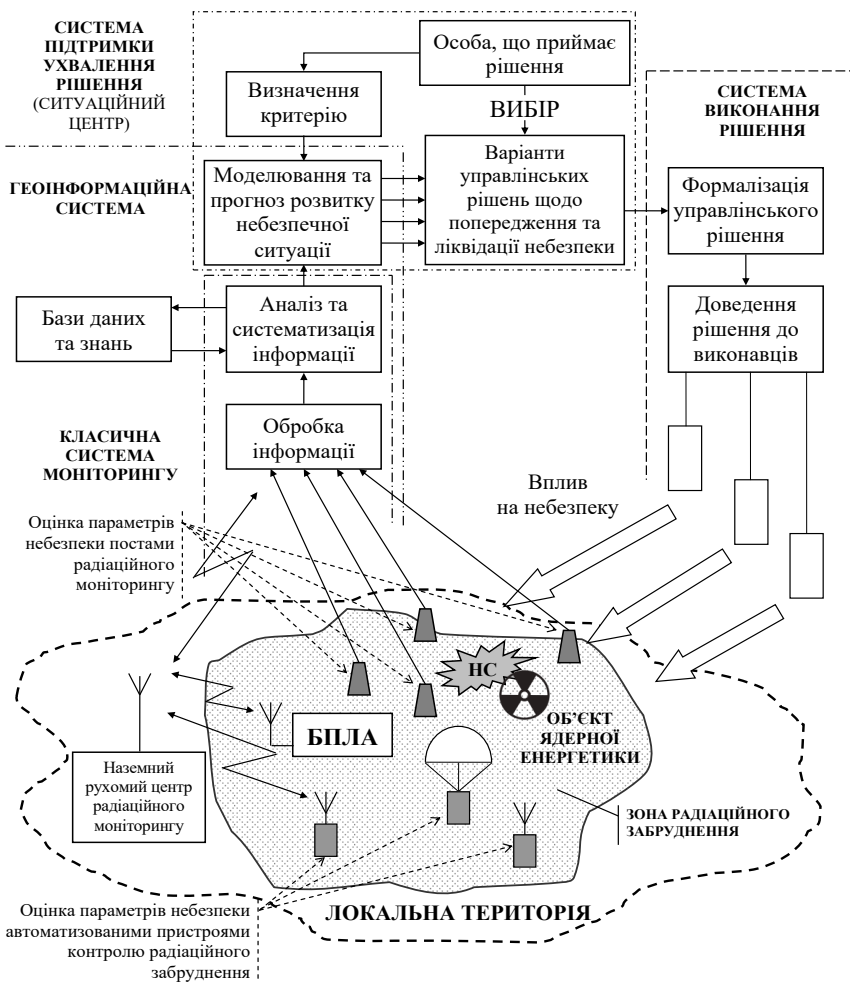 СИСТЕМА
ПІДТРИМКИ
УХВАЛЕННЯ
РІШЕННЯ
(СИТУАЦІЙНИЙ
ЦЕНТР)
Особа, що приймає
рішення
Визначення
критерію
ВИБІР
СИСТЕМА
ВИКОНАННЯ
РІШЕННЯ
ГЕОІНФОРМАЦІЙНА
СИСТЕМА
Моделювання та
прогноз розвитку
небезпечної
ситуації
Варіанти
управлінських
рішень щодо
попередження та
ліквідації небезпеки
Формалізація
управлінського
рішення
Бази даних
та знань
Аналіз та
систематизація
інформації
Доведення
рішення до
виконавців
КЛАСИЧНА
СИСТЕМА
МОНІТОРИНГУ
Обробка
інформації
Вплив
на небезпеку
Оцінка параметрів
небезпеки постами
радіаційного
моніторингу
НС
БПЛА
ОБ’ЄКТ
ЯДЕРНОЇ
ЕНЕРГЕТИКИ
Наземний
рухомий центр
радіаційного
моніторингу
ЗОНА РАДІАЦІЙНОГО
ЗАБРУДНЕННЯ
ЛОКАЛЬНА ТЕРИТОРІЯ
Оцінка параметрів небезпеки
автоматизованими пристроями
контролю радіаційного
забруднення